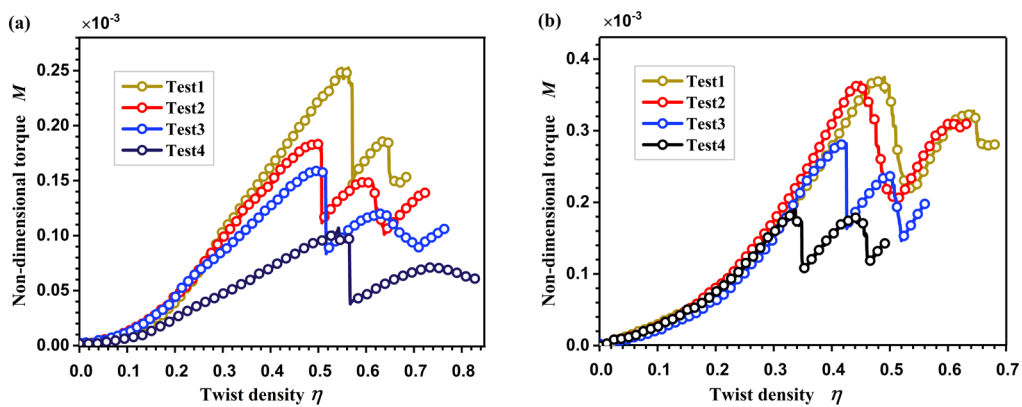 (a)
×10⁻³
Non-dimensional torque M
0.25
0.20
0.15
0.10
0.05
0.00
Test1
Test2
Test3
Test4
0.0 0.1 0.2 0.3 0.4 0.5 0.6 0.7 0.8
Twist density η
(b)
×10⁻³
Non-dimensional torque M
0.4
0.3
0.2
0.1
0.0
Test1
Test2
Test3
Test4
0.0 0.1 0.2 0.3 0.4 0.5 0.6 0.7
Twist density η